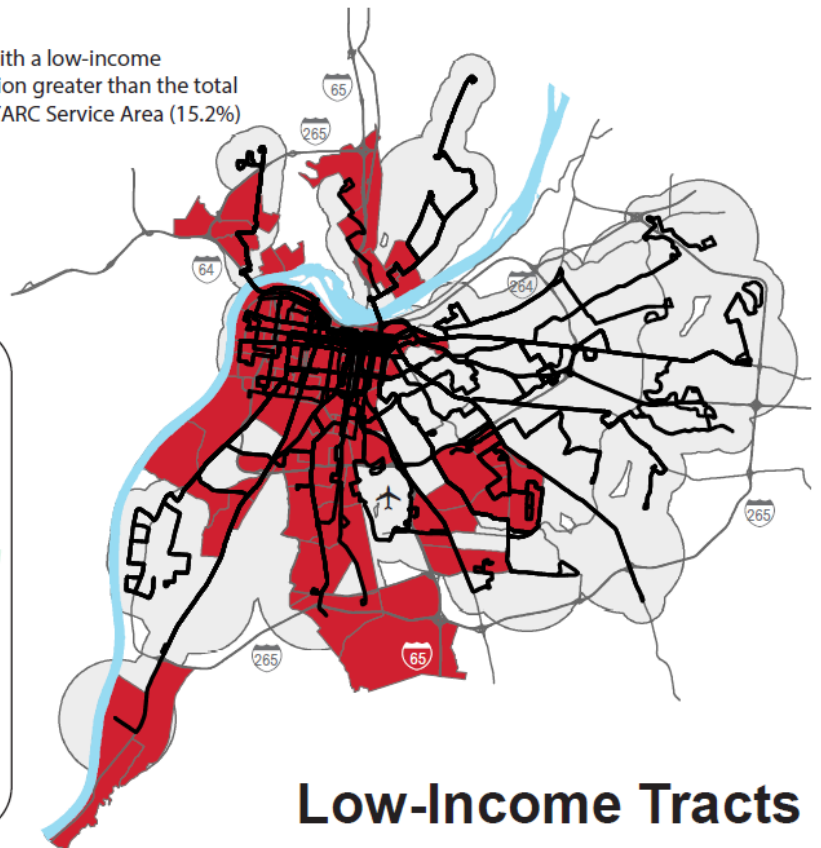 ith a low-income
ion greater than the total
ARC Service Area (15.2%)
65
265
64
264
265
265
65
Low-Income Tracts